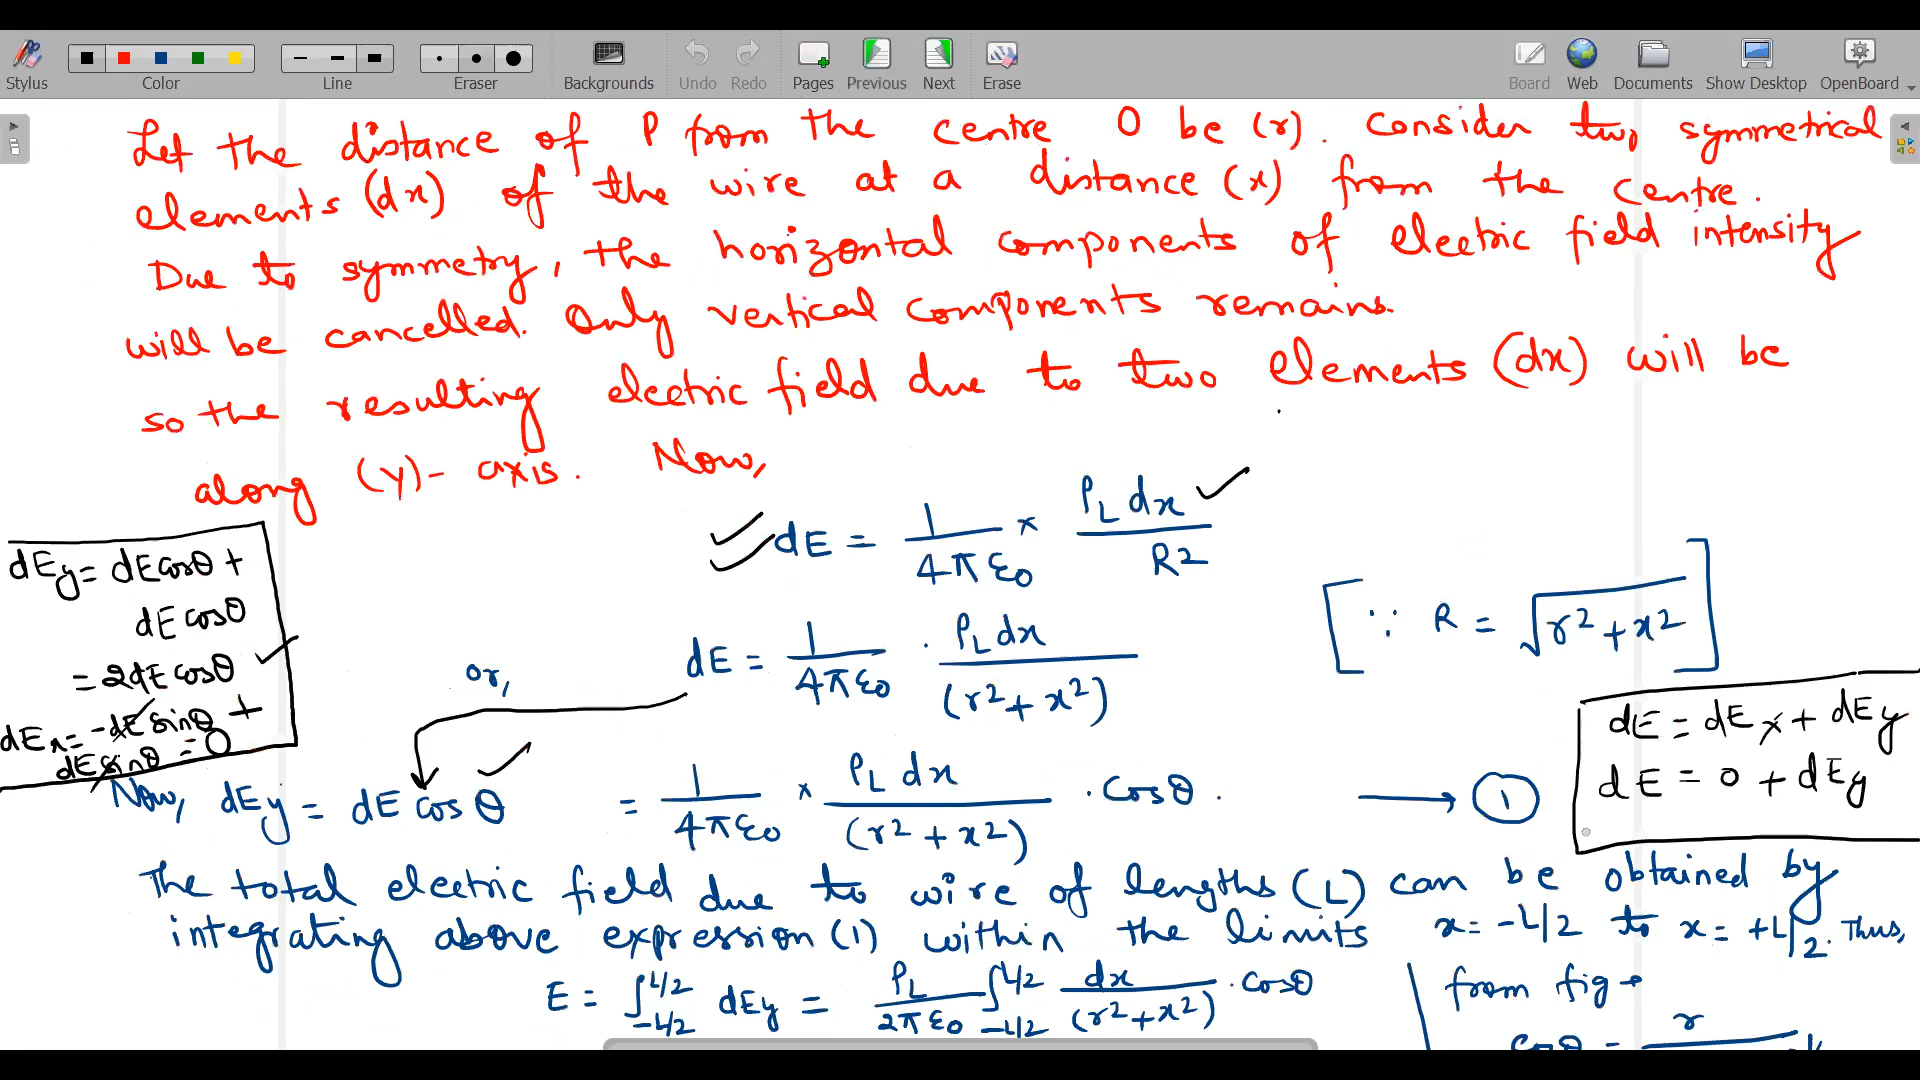 Stylus Color Line Eraser Backgrounds Undo Redo Pages Previous Next Erase Board Web Documents Show Desktop OpenBoard
Let the distance of P from the centre O be (r). Consider two symmetrical
elements (dx) of the wire at a distance (x) from the centre.
Due to symmetry, the horizontal components of electric field intensity
will be cancelled. Only vertical components remains.
so the resulting electric field due to two elements (dx) will be
along (Y)- axis. Now,
dE = 1/4πε0 × ρL dx/R2
dEy = dE cosθ +
dE cosθ
= 2dE cosθ
dEx = -dE sinθ +
dE sinθ = 0
or, dE = 1/4πε0 · ρL dx/(r2+x2)
[∵ R = √r2+x2]
dE = dEx + dEy
dE = 0 + dEy
Now, dEy = dE cosθ = 1/4πε0 × ρL dx/(r2+x2) · cosθ. → 1
The total electric field due to wire of lengths (L) can be obtained by
integrating above expression (1) within the limits x = -L/2 to x = +L/2. Thus,
E = ∫-L/2 L/2 dEy = ρL/2πε0 ∫-L/2 L/2 dx/(r2+x2) · cosθ
from fig →
cosθ = r